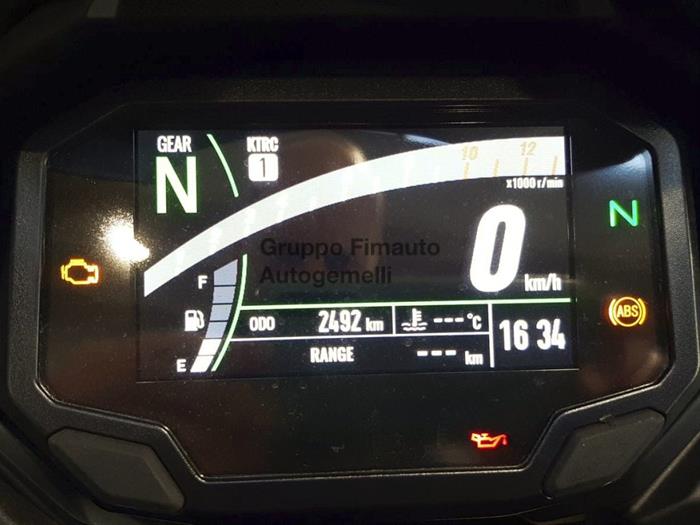 GEAR
N
KTRC
1
10 12
x1000 r/min
N
Gruppo Fimauto
Autogemelli
0
km/h
F
E
ODO 2492 km
---°C
RANGE --- km
16 34
ABS